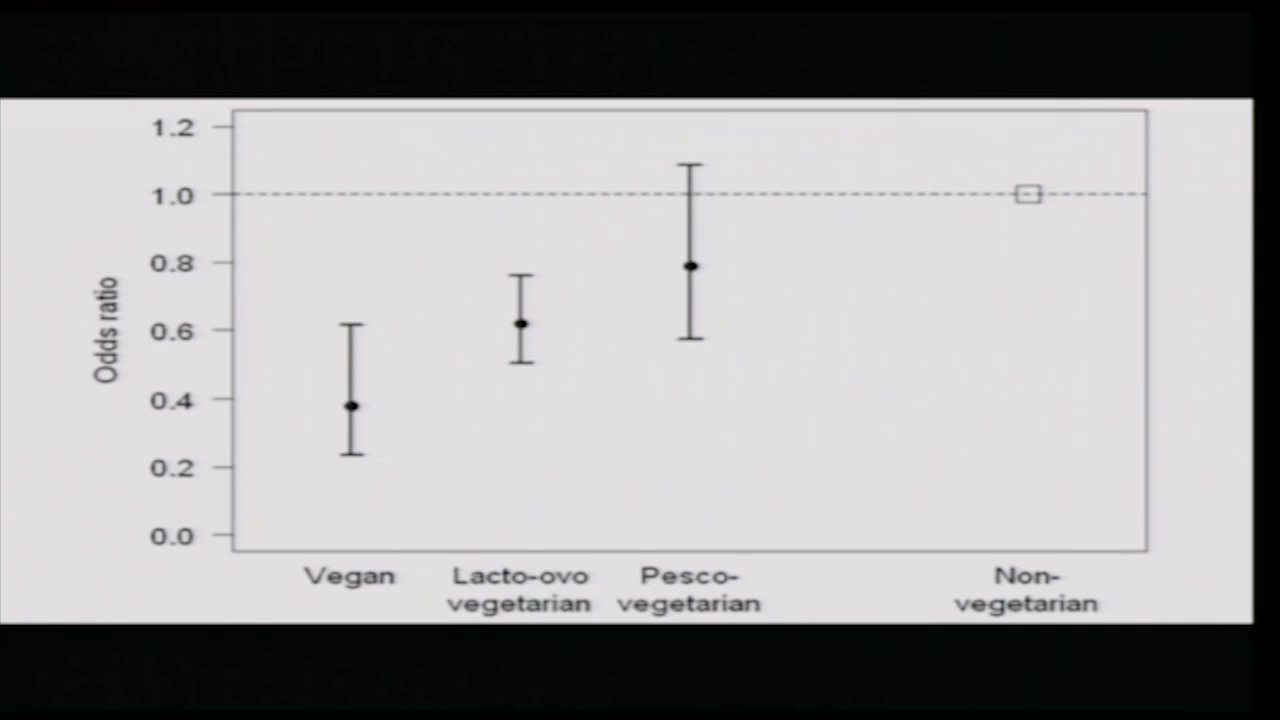 1.2
1.0
0.8
0.6
0.4
0.2
0.0
Odds ratio
Vegan
Lacto-ovo
vegetarian
Pesco-
vegetarian
Non-
vegetarian